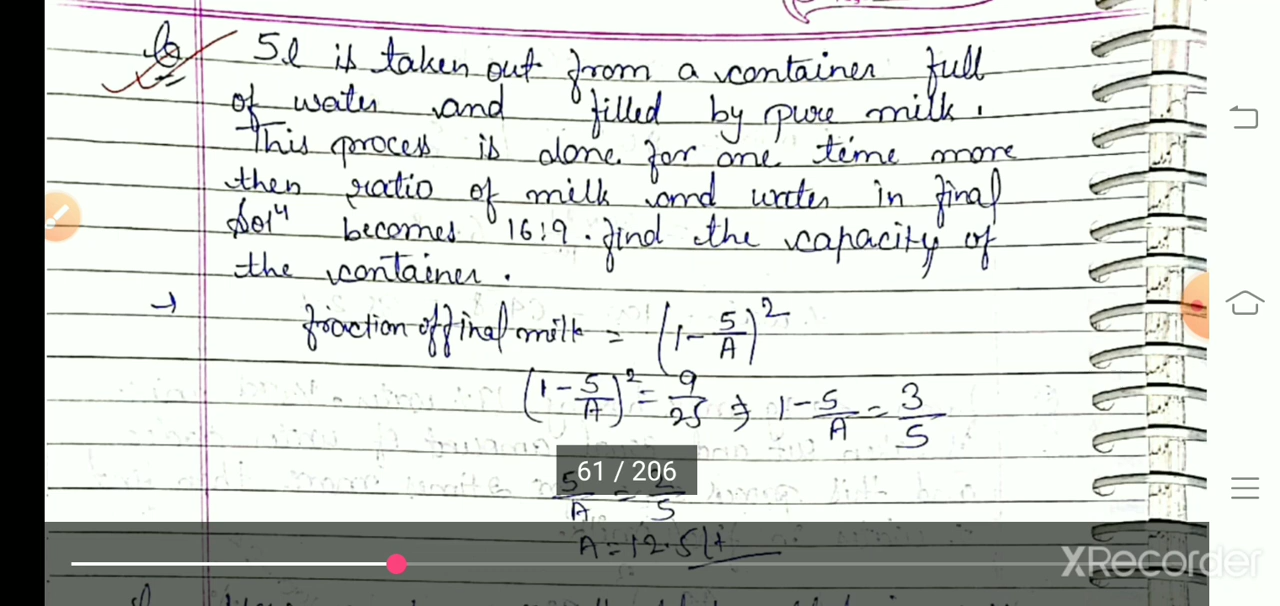 Q 5l is taken out from a container full
of water and filled by pure milk.
This process is done for one time more
then ratio of milk and water in final
Solⁿ becomes 16:9. find the capacity of
the container.
→ fraction of final milk = (1 - 5/A)²
(1 - 5/A)² = 9/25 ⇒ 1 - 5/A = 3/5
61 / 206
5/A = 2/5
A = 12.5 lt
XRecorder